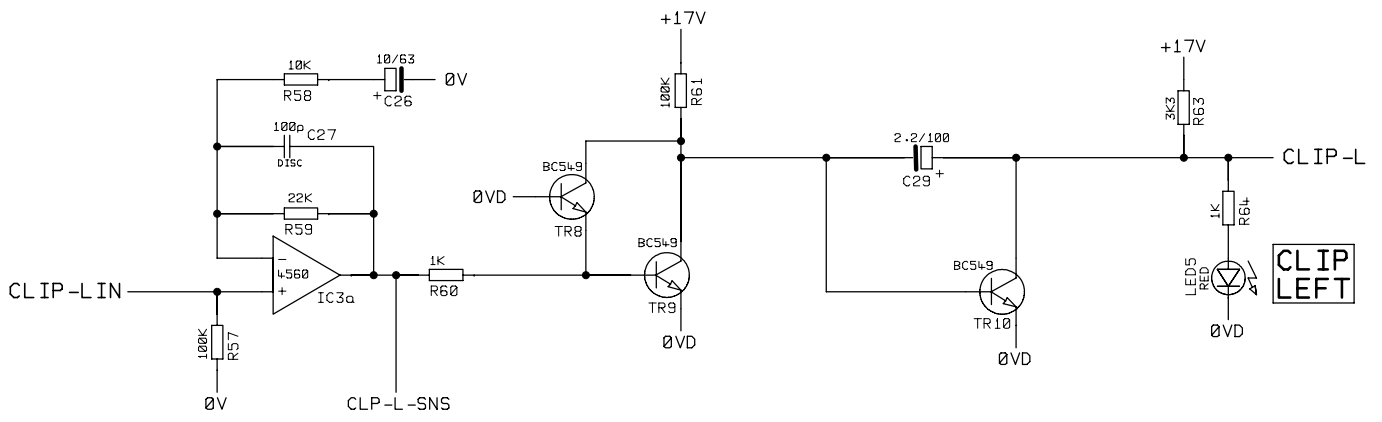 +17V
+17V
10K
R58
10/63
+
C26
0V
100K
R61
3K3
R63
100p
C27
DISC
2.2/100
C29
+
CLIP-L
BC549
0VD
TR8
22K
R59
1K
R64
BC549
BC549
-
4560
+
IC3a
1K
R60
TR9
TR10
LED5
RED
CLIP
LEFT
CLIP-LIN
100K
R57
0VD
0VD
0VD
0V
CLP-L-SNS